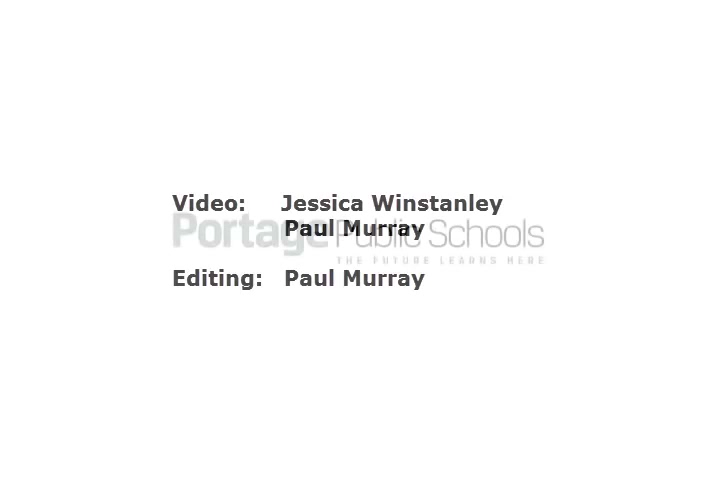 Video: Jessica Winstanley
Paul Murray
Portage Public Schools
THE FUTURE LEARNS HERE
Editing: Paul Murray